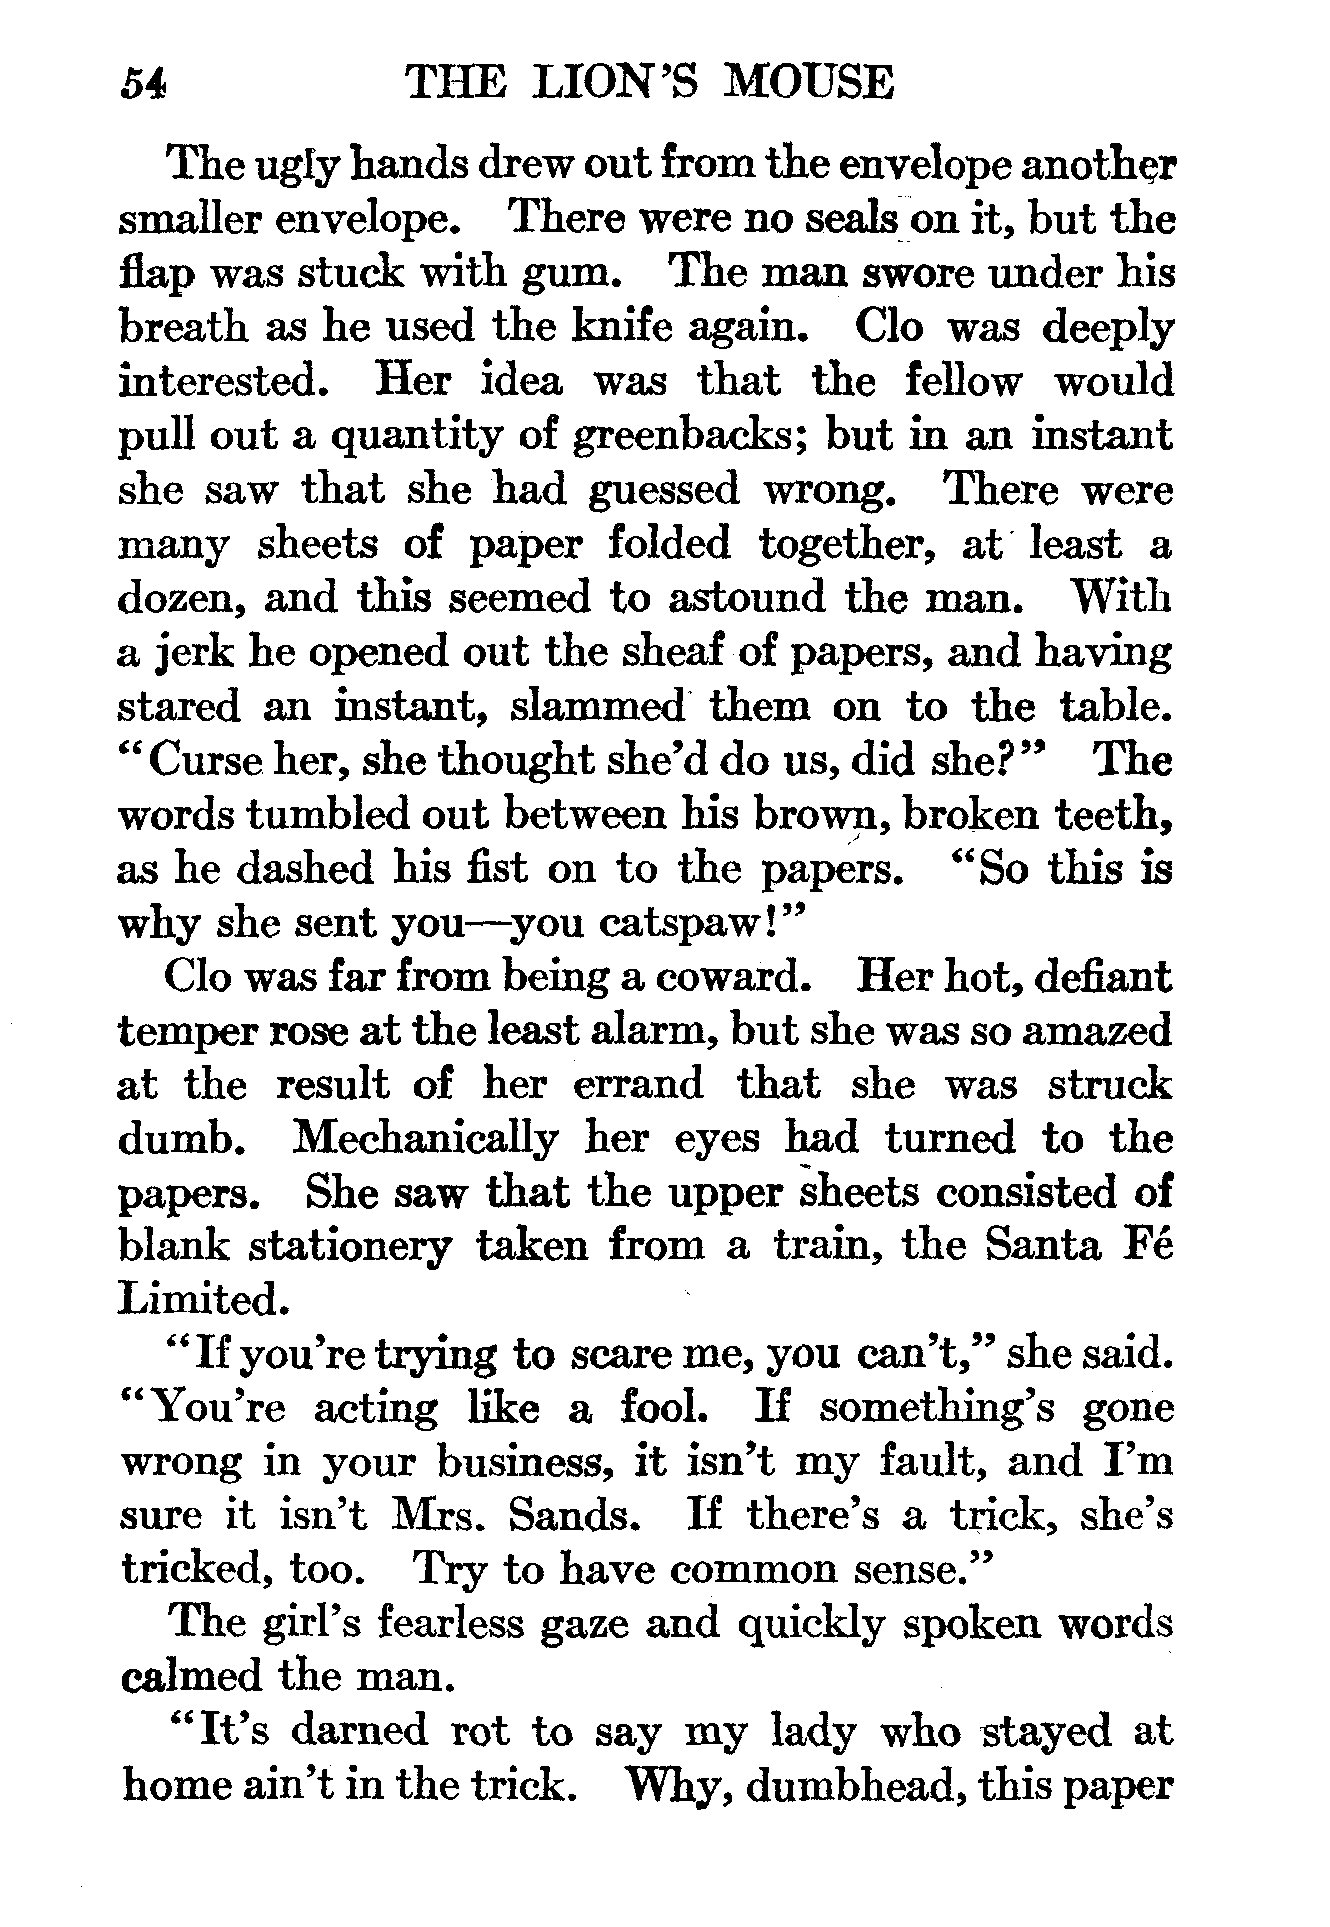 54 THE LION'S MOUSE
The ugly hands drew out from the envelope another
smaller envelope. There were no seals on it, but the
flap was stuck with gum. The man swore under his
breath as he used the knife again. Clo was deeply
interested. Her idea was that the fellow would
pull out a quantity of greenbacks; but in an instant
she saw that she had guessed wrong. There were
many sheets of paper folded together, at least a
dozen, and this seemed to astound the man. With
a jerk he opened out the sheaf of papers, and having
stared an instant, slammed them on to the table.
"Curse her, she thought she'd do us, did she?" The
words tumbled out between his brown, broken teeth,
as he dashed his fist on to the papers. "So this is
why she sent you—you catspaw!"
Clo was far from being a coward. Her hot, defiant
temper rose at the least alarm, but she was so amazed
at the result of her errand that she was struck
dumb. Mechanically her eyes had turned to the
papers. She saw that the upper sheets consisted of
blank stationery taken from a train, the Santa Fé
Limited.
"If you're trying to scare me, you can't," she said.
"You're acting like a fool. If something's gone
wrong in your business, it isn't my fault, and I'm
sure it isn't Mrs. Sands. If there's a trick, she's
tricked, too. Try to have common sense."
The girl's fearless gaze and quickly spoken words
calmed the man.
"It's darned rot to say my lady who stayed at
home ain't in the trick. Why, dumbhead, this paper